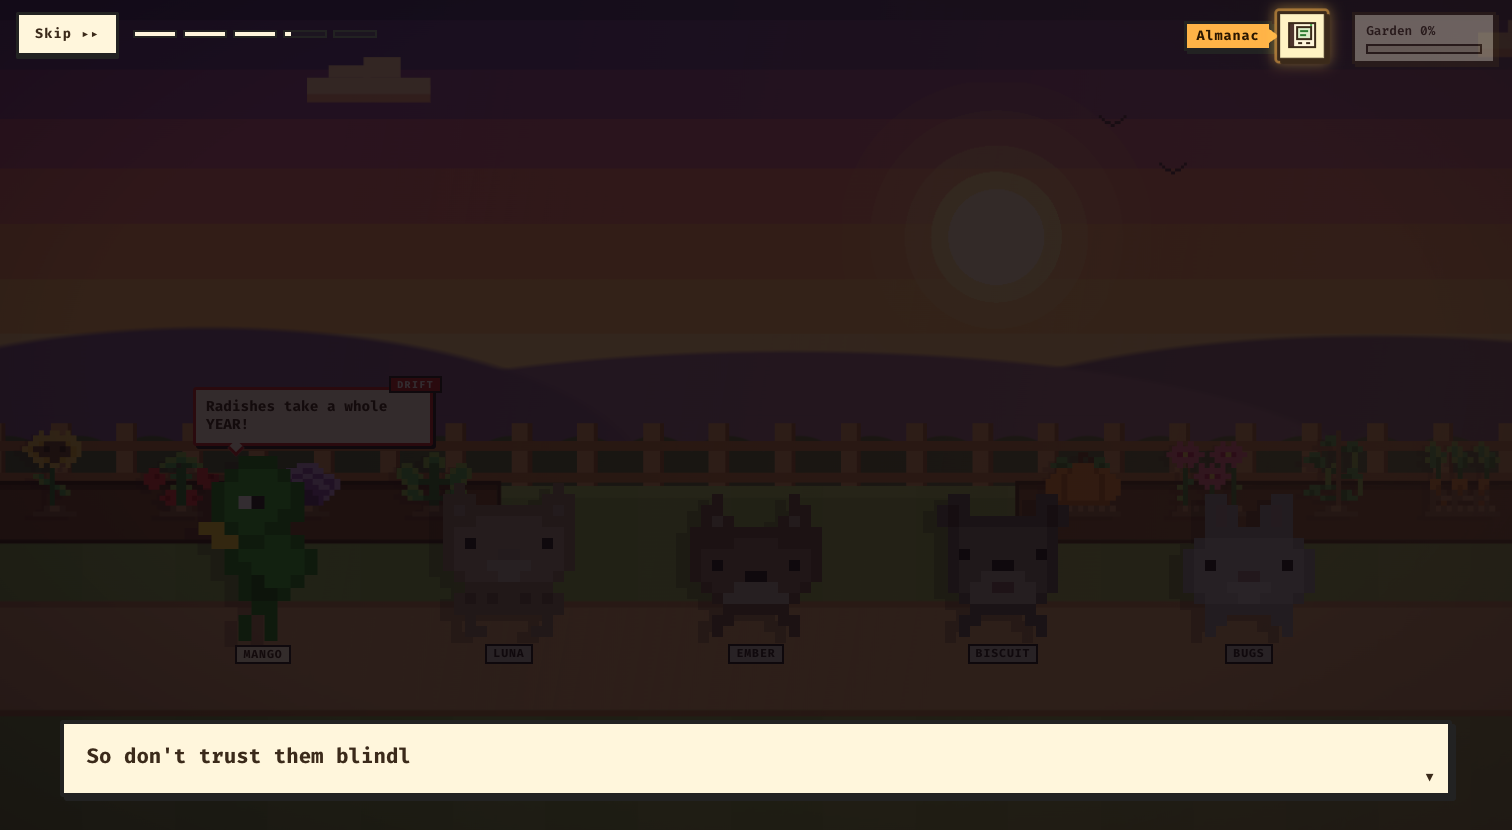 Skip ▸▸
Almanac
Garden 0%
DRIFT
Radishes take a whole
YEAR!
MANGO
LUNA
EMBER
BISCUIT
BUGS
So don't trust them blindl
▼